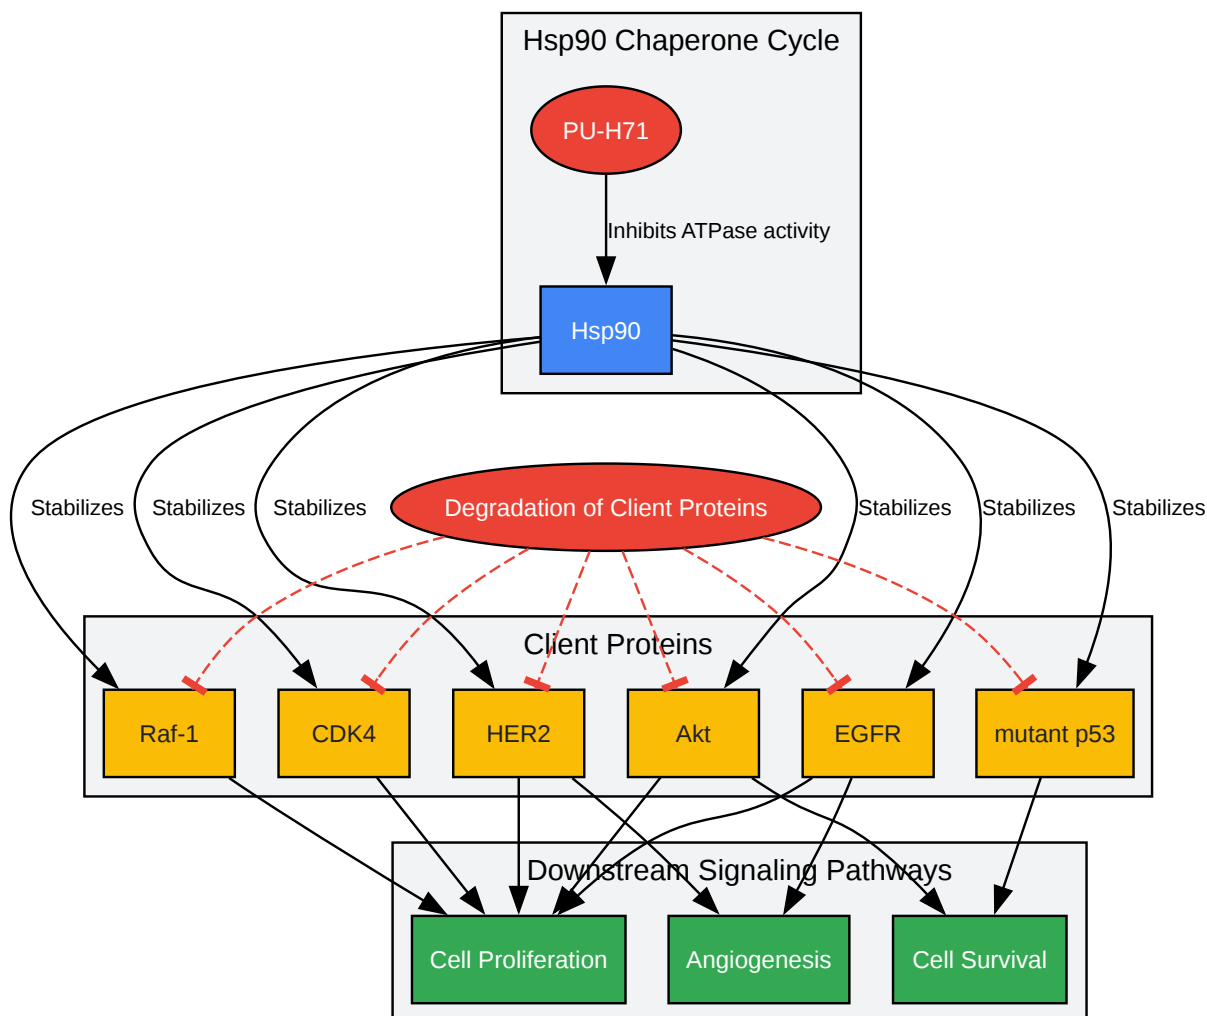 Hsp90 Chaperone Cycle
PU-H71
Inhibits ATPase activity
Hsp90
Stabilizes
Stabilizes
Stabilizes
Degradation of Client Proteins
Stabilizes
Stabilizes
Stabilizes
Client Proteins
Raf-1
CDK4
HER2
Akt
EGFR
mutant p53
Downstream Signaling Pathways
Cell Proliferation
Angiogenesis
Cell Survival